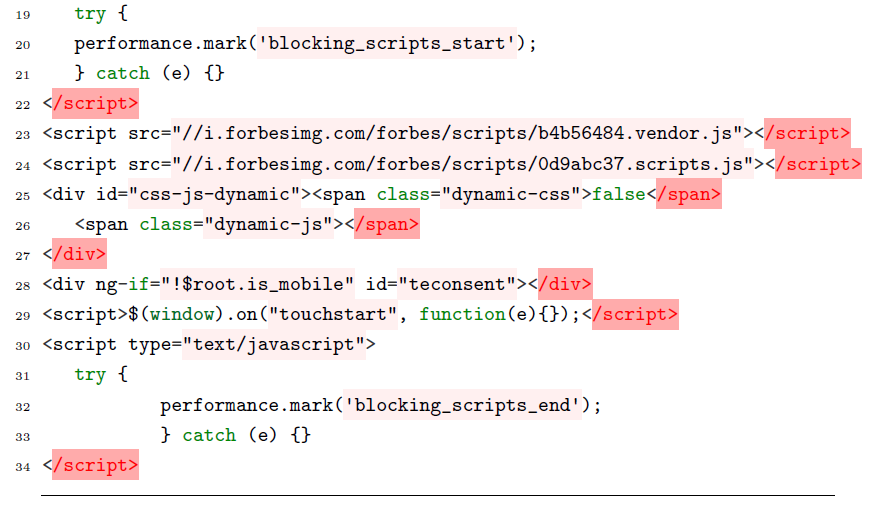 19 try {
20 performance.mark('blocking_scripts_start');
21 } catch (e) {}
22 </script>
23 <script src="//i.forbesimg.com/forbes/scripts/b4b56484.vendor.js"></script>
24 <script src="//i.forbesimg.com/forbes/scripts/0d9abc37.scripts.js"></script>
25 <div id="css-js-dynamic"><span class="dynamic-css">false</span>
26 <span class="dynamic-js"></span>
27 </div>
28 <div ng-if="!$root.is_mobile" id="teconsent"></div>
29 <script>$(window).on("touchstart", function(e){});</script>
30 <script type="text/javascript">
31 try {
32 performance.mark('blocking_scripts_end');
33 } catch (e) {}
34 </script>